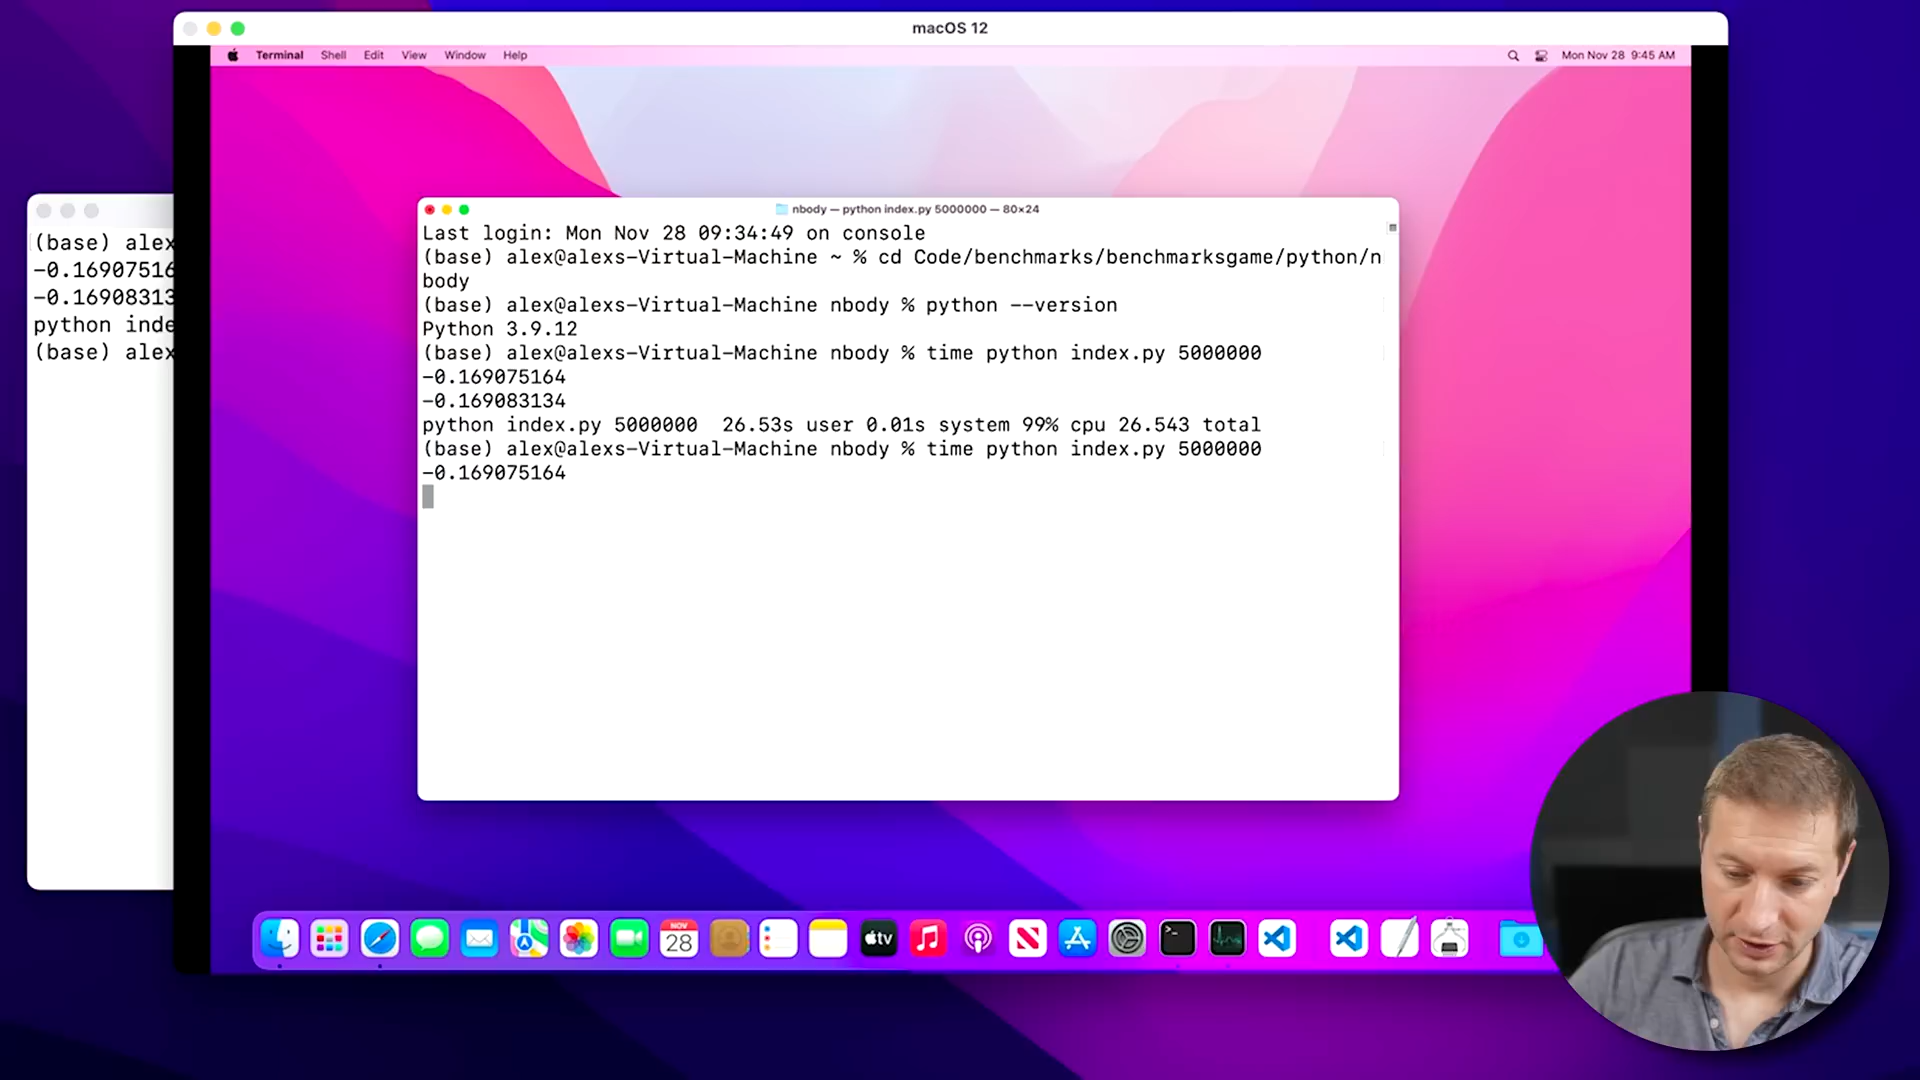 macOS 12
Terminal Shell Edit View Window Help
Mon Nov 28 9:45 AM
(base) alex
-0.16907516
-0.16908313
python inde
(base) alex
nbody — python index.py 5000000 — 80×24
Last login: Mon Nov 28 09:34:49 on console
(base) alex@alexs-Virtual-Machine ~ % cd Code/benchmarks/benchmarksgame/python/n
body
(base) alex@alexs-Virtual-Machine nbody % python --version
Python 3.9.12
(base) alex@alexs-Virtual-Machine nbody % time python index.py 5000000
-0.169075164
-0.169083134
python index.py 5000000  26.53s user 0.01s system 99% cpu 26.543 total
(base) alex@alexs-Virtual-Machine nbody % time python index.py 5000000
-0.169075164
NOV
28
tv